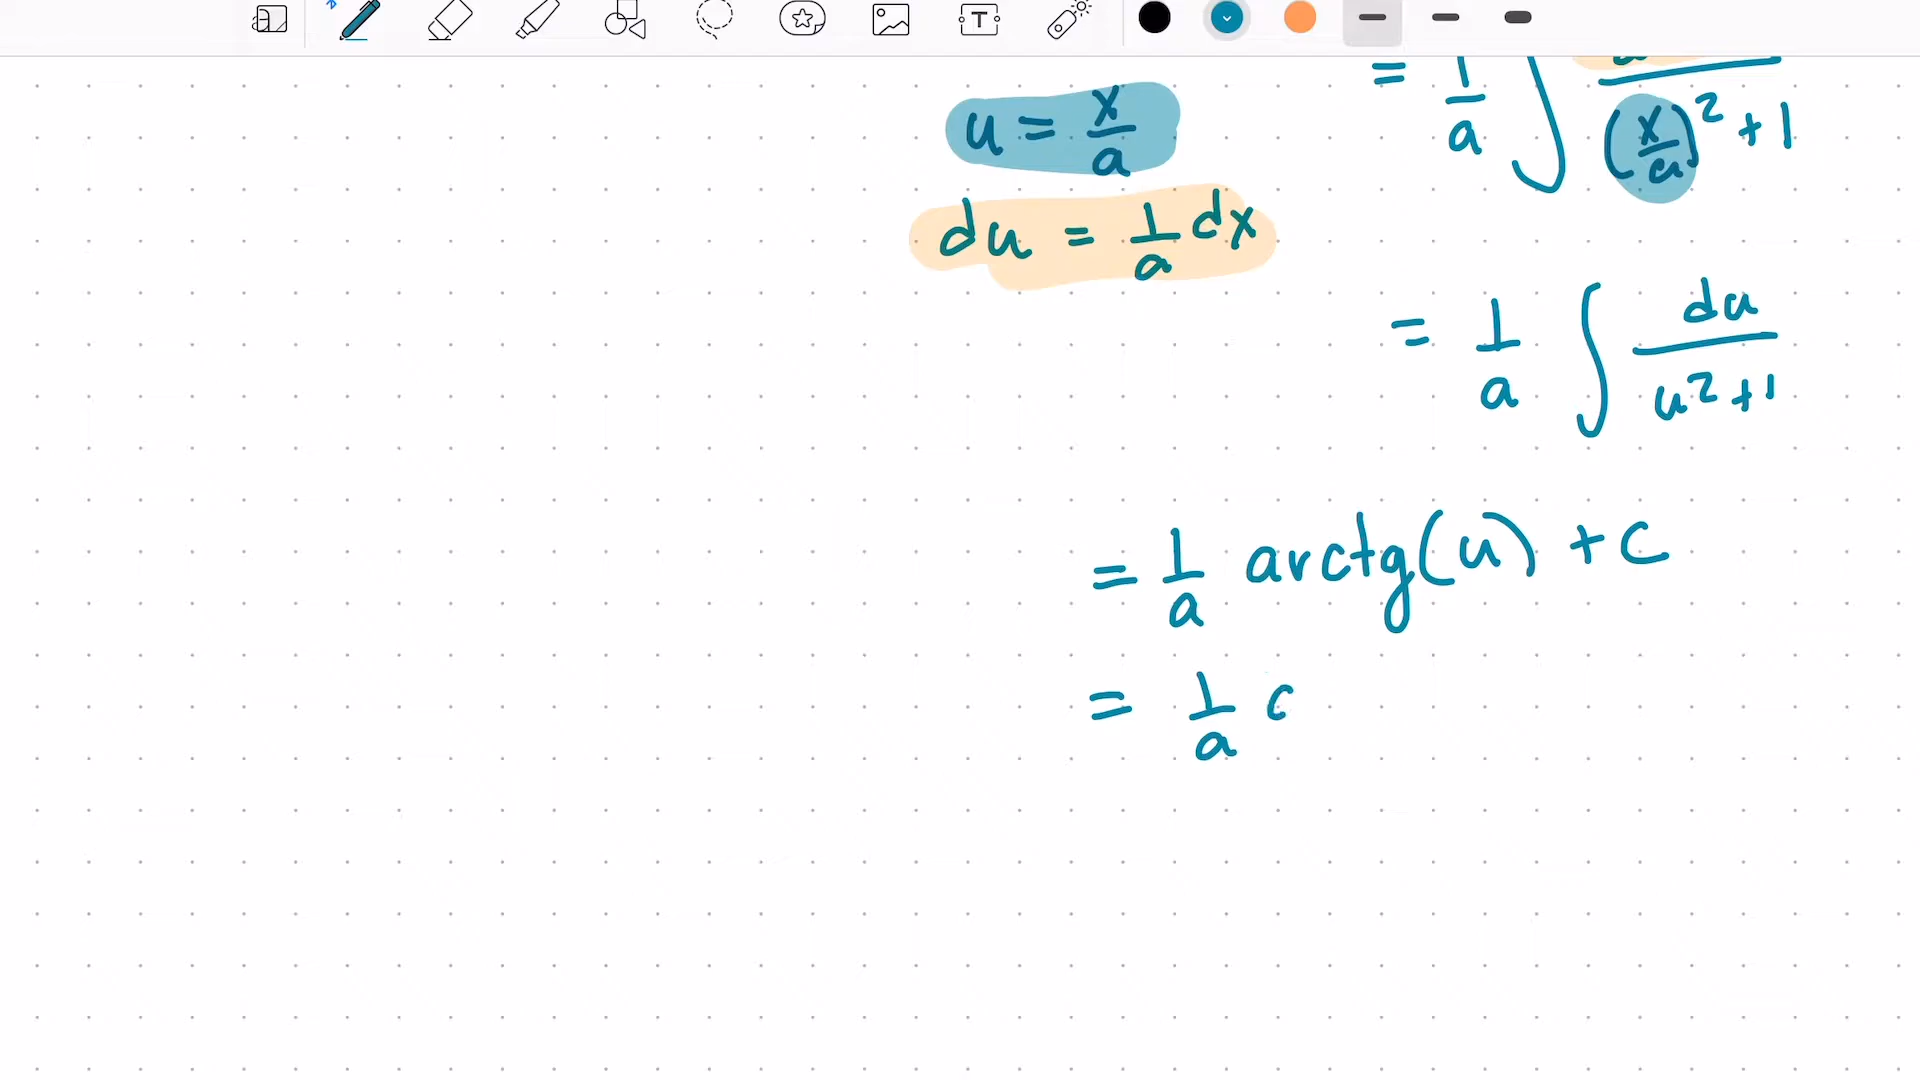 u = x/a
du = 1/a dx
= 1/a ∫ / (x/a)² + 1
= 1/a ∫ du / u² + 1
= 1/a arctg(u) + c
= 1/a c